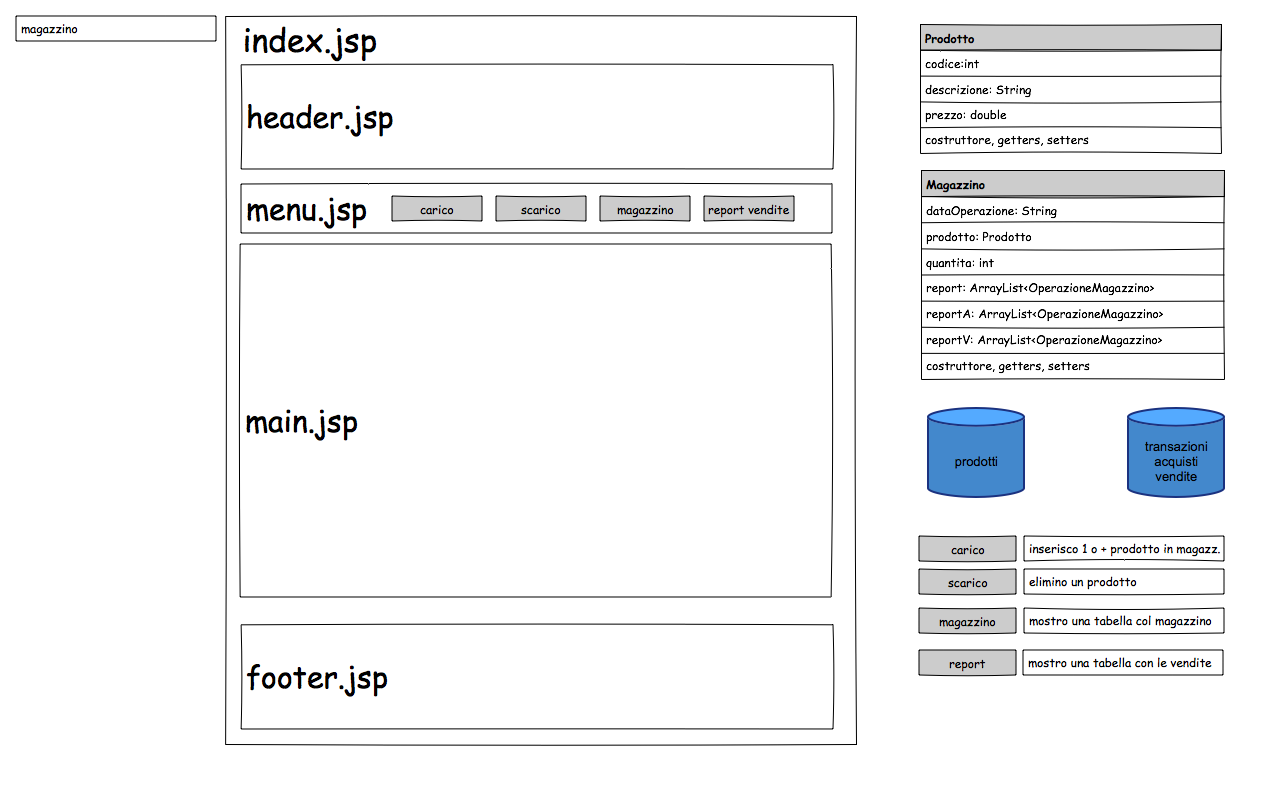 magazzino
index.jsp
header.jsp
menu.jsp
carico
scarico
magazzino
report vendite
main.jsp
footer.jsp
Prodotto
codice:int
descrizione: String
prezzo: double
costruttore, getters, setters
Magazzino
dataOperazione: String
prodotto: Prodotto
quantita: int
report: ArrayList<OperazioneMagazzino>
reportA: ArrayList<OperazioneMagazzino>
reportV: ArrayList<OperazioneMagazzino>
costruttore, getters, setters
prodotti
transazioni
acquisti
vendite
carico
inserisco 1 o + prodotto in magazz.
scarico
elimino un prodotto
magazzino
mostro una tabella col magazzino
report
mostro una tabella con le vendite